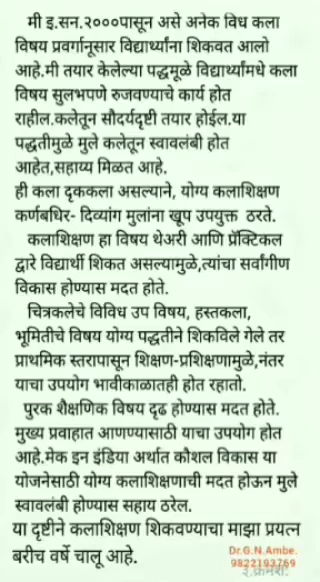 मी इ.सन.२०००पासून असे अनेक विध कला
विषय प्रवर्गानूसार विद्यार्थ्यांना शिकवत आलो
आहे.मी तयार केलेल्या पद्धमूळे विद्यार्थ्यांमधे कला
विषय सुलभपणे रुजवण्याचे कार्य होत
राहील.कलेतून सौदर्यदृष्टी तयार होईल.या
पद्धतीमुळे मुले कलेतून स्वावलंबी होत
आहेत,सहाय्य मिळत आहे.
ही कला दृककला असल्याने, योग्य कलाशिक्षण
कर्णबधिर- दिव्यांग मुलांना खूप उपयुक्त ठरते.
कलाशिक्षण हा विषय थेअरी आणि प्रॅक्टिकल
द्वारे विद्यार्थी शिकत असल्यामुळे,त्यांचा सर्वांगीण
विकास होण्यास मदत होते.
चित्रकलेचे विविध उप विषय, हस्तकला,
भूमितीचे विषय योग्य पद्धतीने शिकविले गेले तर
प्राथमिक स्तरापासून शिक्षण-प्रशिक्षणामुळे,नंतर
याचा उपयोग भावीकाळातही होत रहातो.
पुरक शैक्षणिक विषय दृढ होण्यास मदत होते.
मुख्य प्रवाहात आणण्यासाठी याचा उपयोग होत
आहे.मेक इन इंडिया अर्थात कौशल विकास या
योजनेसाठी योग्य कलाशिक्षणाची मदत होऊन मुले
स्वावलंबी होण्यास सहाय ठरेल.
या दृष्टीने कलाशिक्षण शिकवण्याचा माझा प्रयत्न
बरीच वर्षे चालू आहे.
Dr.G.N.Ambe.
9822193769
२.क्रमशः